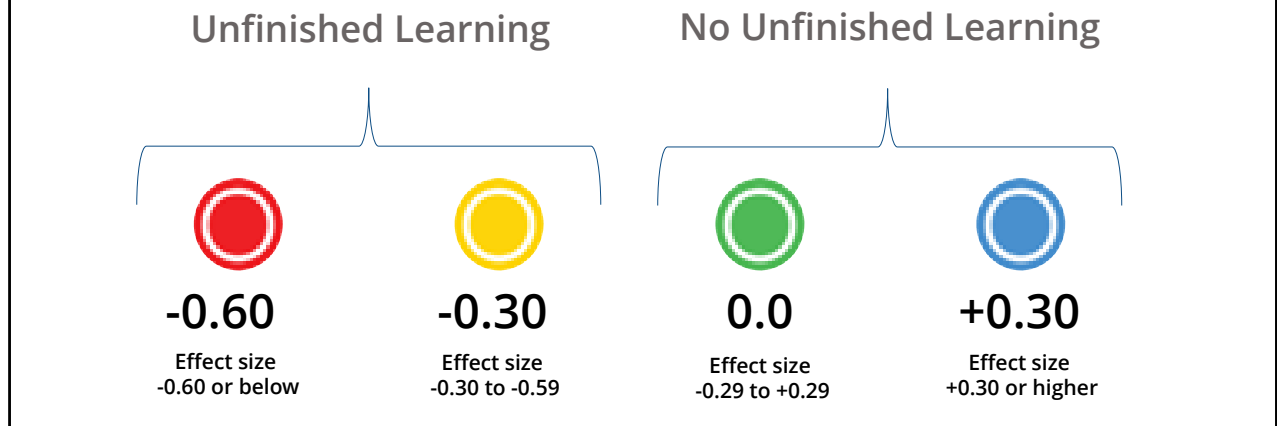 Unfinished Learning
No Unfinished Learning
-0.60
Effect size
-0.60 or below
-0.30
Effect size
-0.30 to -0.59
0.0
Effect size
-0.29 to +0.29
+0.30
Effect size
+0.30 or higher